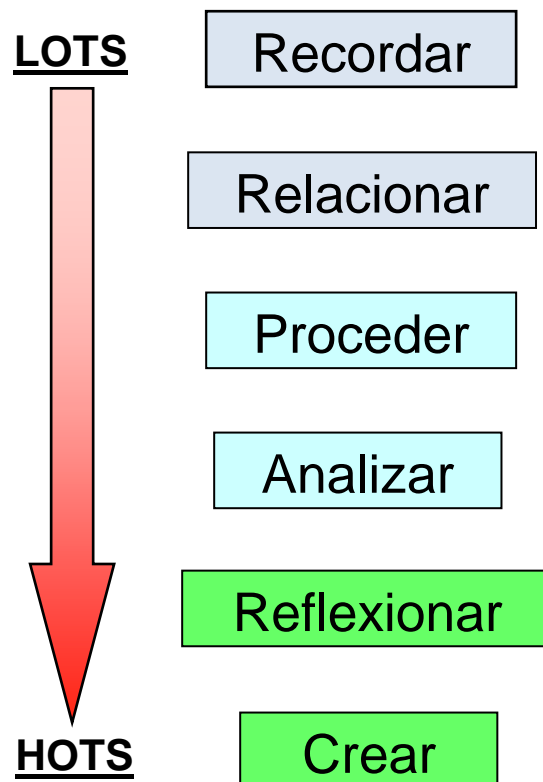 LOTS
Recordar
Relacionar
Proceder
Analizar
Reflexionar
HOTS
Crear